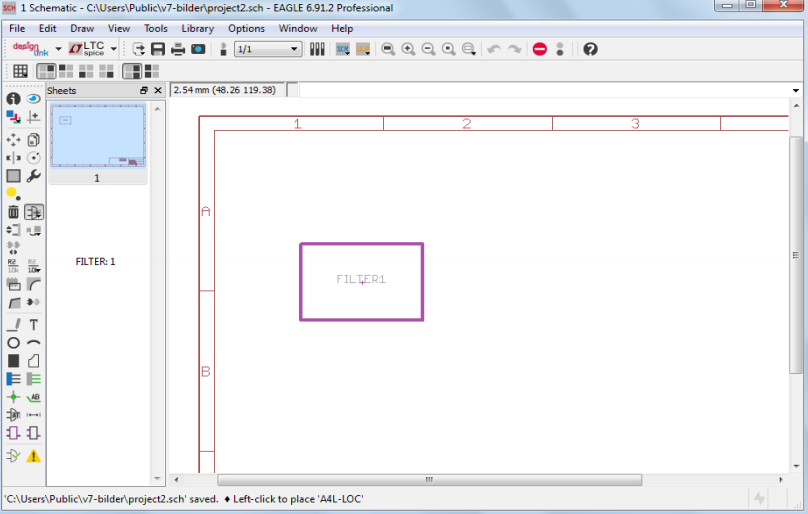 1 Schematic - C:\Users\Public\v7-bilder\project2.sch - EAGLE 6.91.2 Professional
File Edit Draw View Tools Library Options Window Help
design link LTC spice 1/1 SCH
Sheets
2.54 mm (48.26 119.38)
1 2 3
A
1
FILTER: 1
FILTER1
R2 R2
10k 10k
B
T
AB
'C:\Users\Public\v7-bilder\project2.sch' saved. ♦ Left-click to place 'A4L-LOC'